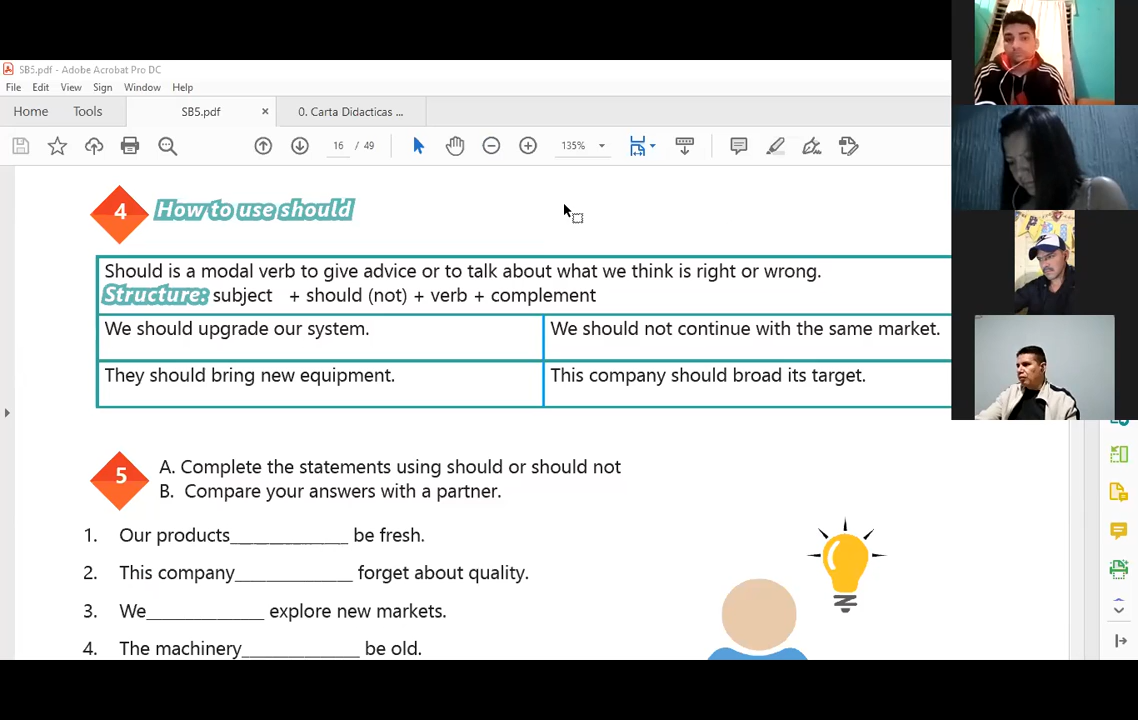 SB5.pdf - Adobe Acrobat Pro DC
File Edit View Sign Window Help
Home Tools SB5.pdf × 0. Carta Didacticas ...
16 / 49 135%
4 How to use should
Should is a modal verb to give advice or to talk about what we think is right or wrong.
Structure: subject + should (not) + verb + complement
We should upgrade our system. We should not continue with the same market.
They should bring new equipment. This company should broad its target.
5 A. Complete the statements using should or should not
B. Compare your answers with a partner.
1. Our products______________ be fresh.
2. This company______________ forget about quality.
3. We______________ explore new markets.
4. The machinery______________ be old.